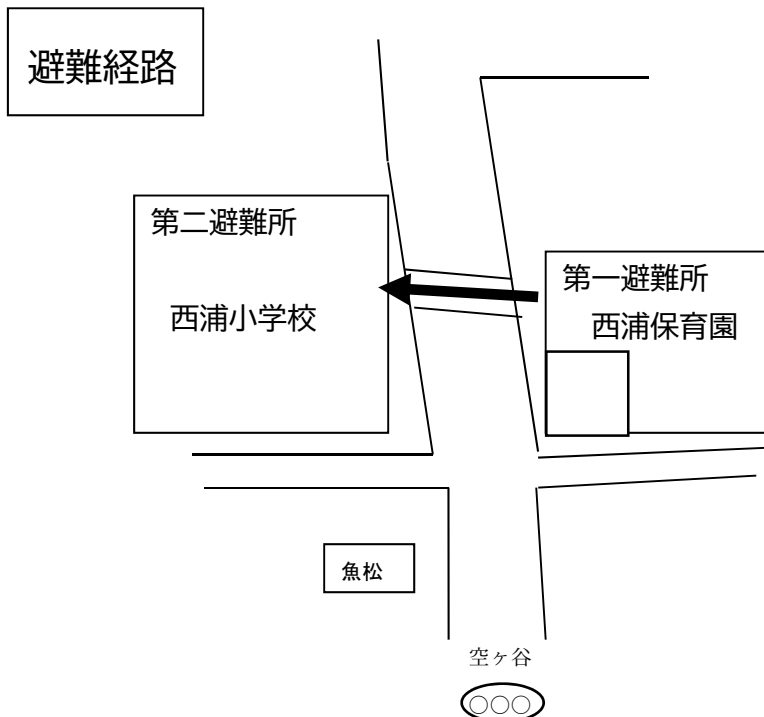 避難経路
第二避難所
西浦小学校
第一避難所
西浦保育園
魚松
空ヶ谷
○○○